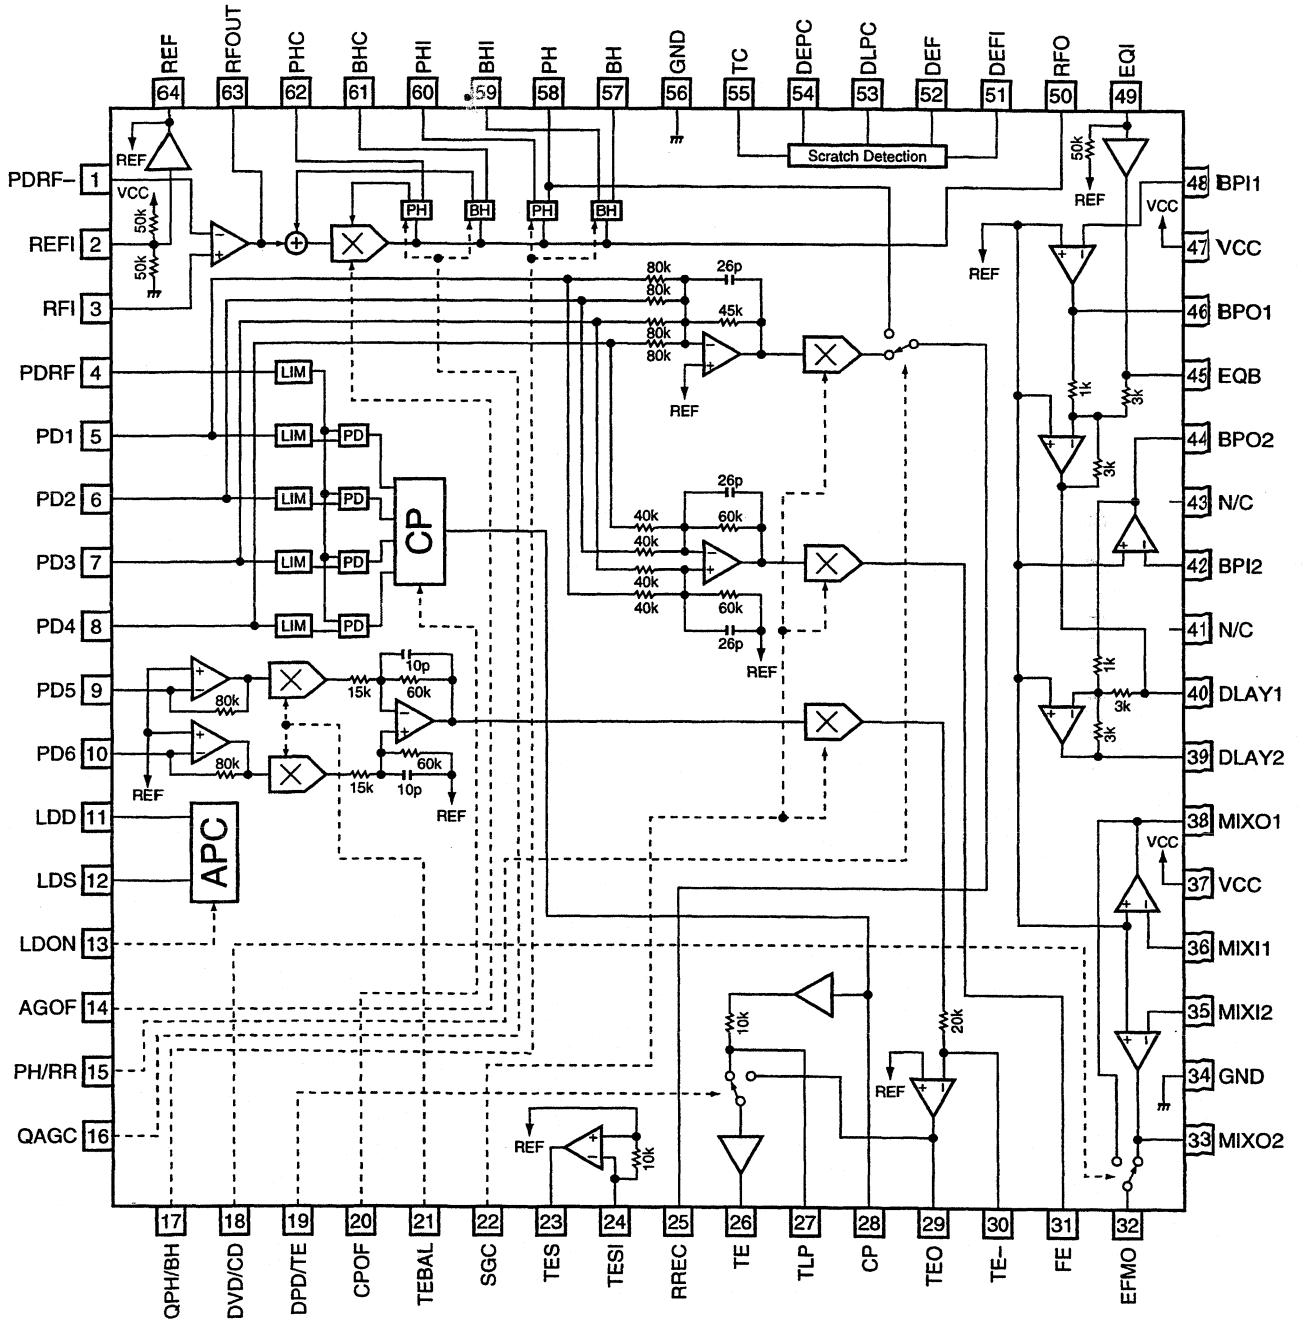 REF
RFOUT
PHC
BHC
PHI
BHI
PH
BH
GND
TC
DEPC
DLPC
DEF
DEFI
RFO
EQI
64
63
62
61
60
59
58
57
56
55
54
53
52
51
50
49
PDRF− 1
REFI 2
RFI 3
PDRF 4
PD1 5
PD2 6
PD3 7
PD4 8
PD5 9
PD6 10
LDD 11
LDS 12
LDON 13
AGOF 14
PH/RR 15
QAGC 16
REF
VCC
50k
50k
−
+
+
PH
BH
PH
BH
Scratch Detection
50k
REF
48 BPI1
VCC
47 VCC
46 BPO1
45 EQB
44 BPO2
43 N/C
42 BPI2
41 N/C
40 DLAY1
39 DLAY2
38 MIXO1
VCC
37 VCC
36 MIXI1
35 MIXI2
34 GND
33 MIXO2
REF
1k
3k
3k
1k
3k
3k
80k
80k
80k
80k
26p
45k
REF
LIM
LIM PD
LIM PD
LIM PD
LIM PD
CP
26p
40k
60k
40k
40k
40k
60k
26p
REF
80k
80k
REF
15k
10p
60k
60k
15k
10p
REF
APC
10k
20k
REF
REF
10k
17
18
19
20
21
22
23
24
25
26
27
28
29
30
31
32
QPH/BH
DVD/CD
DPD/TE
CPOF
TEBAL
SGC
TES
TESI
RREC
TE
TLP
CP
TEO
TE−
FE
EFMO